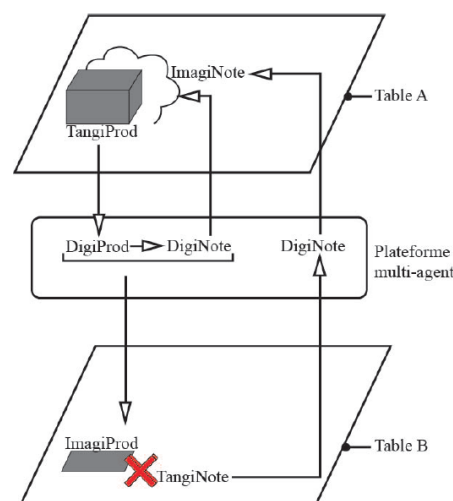 ImagiNote
Table A
TangiProd
DigiProd DigiNote DigiNote
Plateforme
multi-agent
ImagiProd
Table B
TangiNote